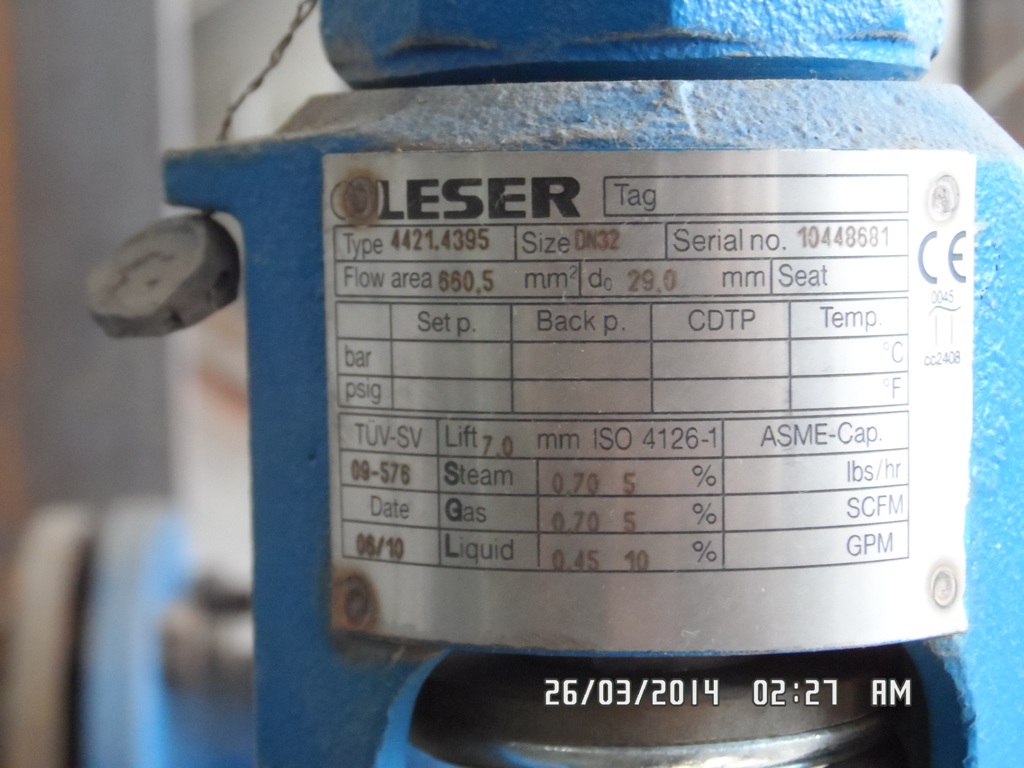 LESER Tag
Type 4421.4395 Size DN32 Serial no. 10448681
Flow area 660,5 mm² d₀ 29,0 mm Seat
CE
0045
Set p. Back p. CDTP Temp.
bar °C
cc2408
psig °F
TÜV-SV Lift 7,0 mm ISO 4126-1 ASME-Cap.
09-576 Steam 0,70 5 % lbs/hr
Date Gas 0,70 5 % SCFM
06/10 Liquid 0,45 10 % GPM
26/03/2014 02:27 AM